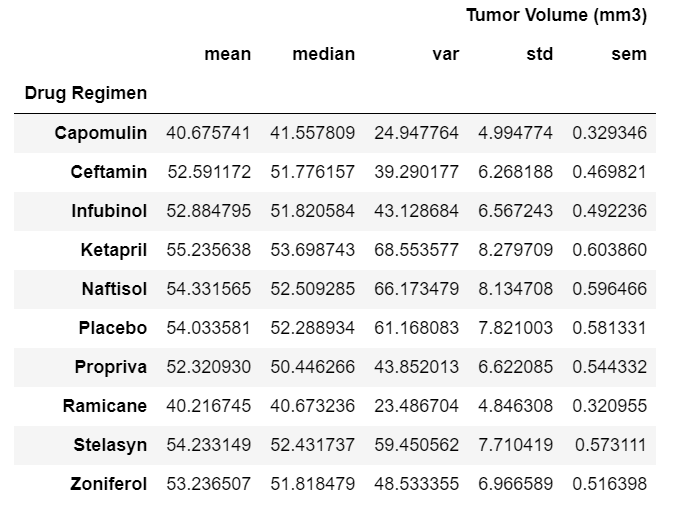 Tumor Volume (mm3)
mean median var std sem
Drug Regimen
Capomulin 40.675741 41.557809 24.947764 4.994774 0.329346
Ceftamin 52.591172 51.776157 39.290177 6.268188 0.469821
Infubinol 52.884795 51.820584 43.128684 6.567243 0.492236
Ketapril 55.235638 53.698743 68.553577 8.279709 0.603860
Naftisol 54.331565 52.509285 66.173479 8.134708 0.596466
Placebo 54.033581 52.288934 61.168083 7.821003 0.581331
Propriva 52.320930 50.446266 43.852013 6.622085 0.544332
Ramicane 40.216745 40.673236 23.486704 4.846308 0.320955
Stelasyn 54.233149 52.431737 59.450562 7.710419 0.573111
Zoniferol 53.236507 51.818479 48.533355 6.966589 0.516398